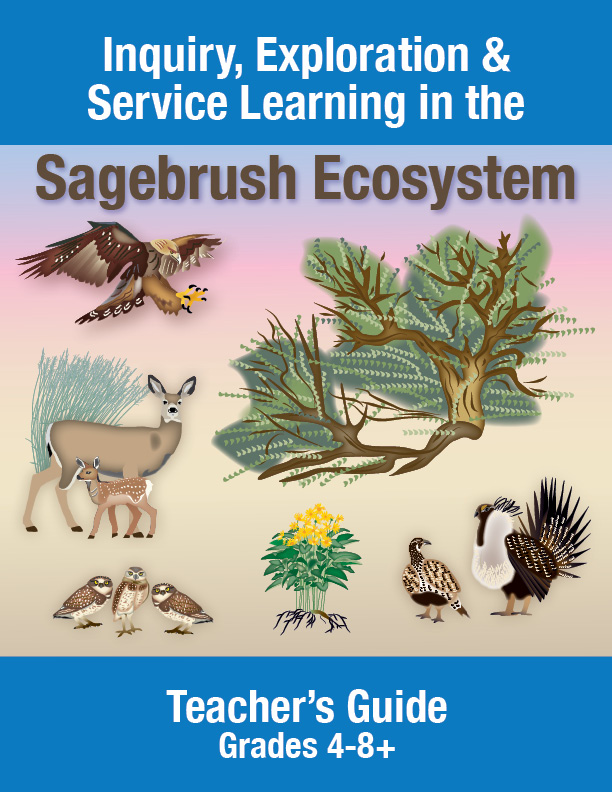 Inquiry, Exploration &
Service Learning in the
Sagebrush Ecosystem
Teacher’s Guide
Grades 4-8+